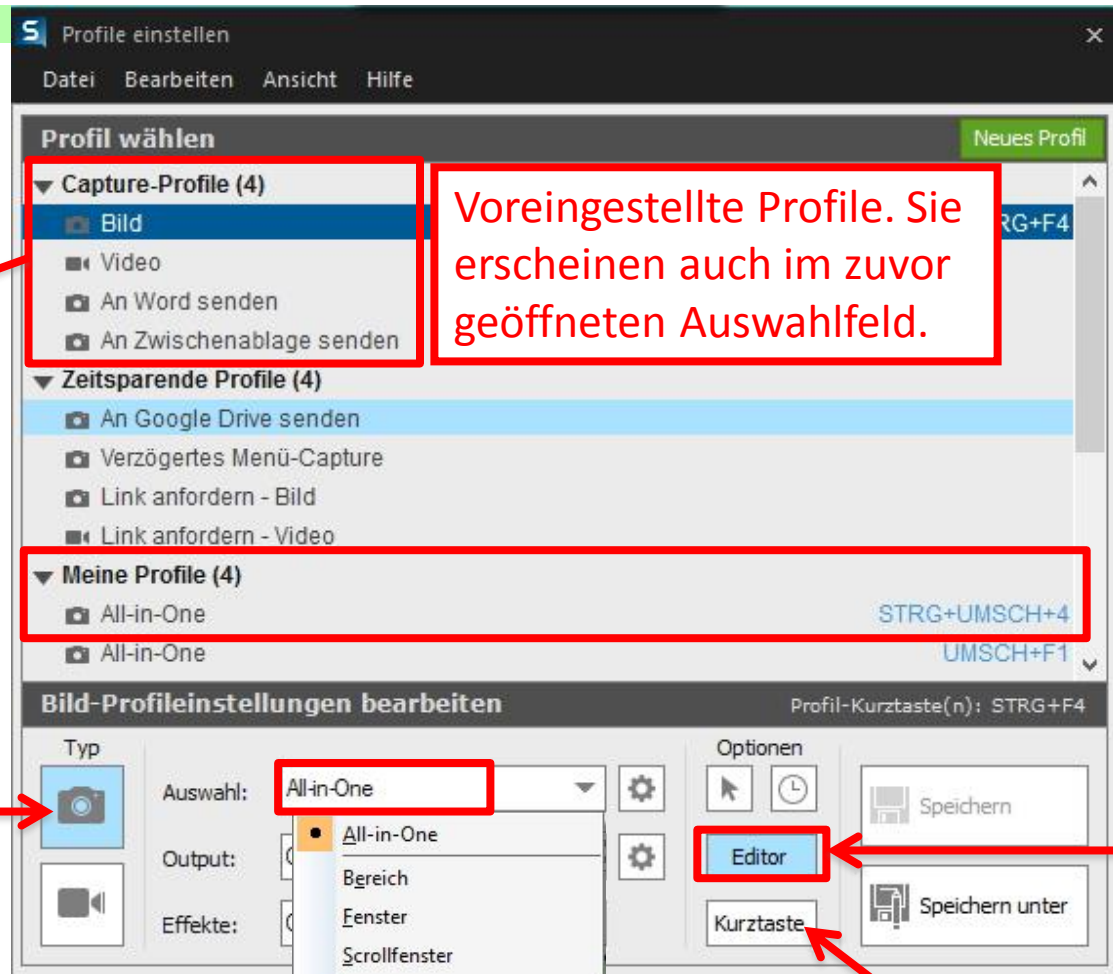 S Profile einstellen ×
Datei Bearbeiten Ansicht Hilfe
Profil wählen Neues Profil
Capture-Profile (4)
Bild RG+F4
Video
An Word senden
An Zwischenablage senden
Voreingestellte Profile. Sie
erscheinen auch im zuvor
geöffneten Auswahlfeld.
Zeitsparende Profile (4)
An Google Drive senden
Verzögertes Menü-Capture
Link anfordern - Bild
Link anfordern - Video
Meine Profile (4)
All-in-One STRG+UMSCH+4
All-in-One UMSCH+F1
Bild-Profileinstellungen bearbeiten Profil-Kurztaste(n): STRG+F4
Typ
Auswahl: All-in-One
Output:
Effekte:
All-in-One
Bereich
Fenster
Scrollfenster
Optionen
Editor
Kurztaste
Speichern
Speichern unter